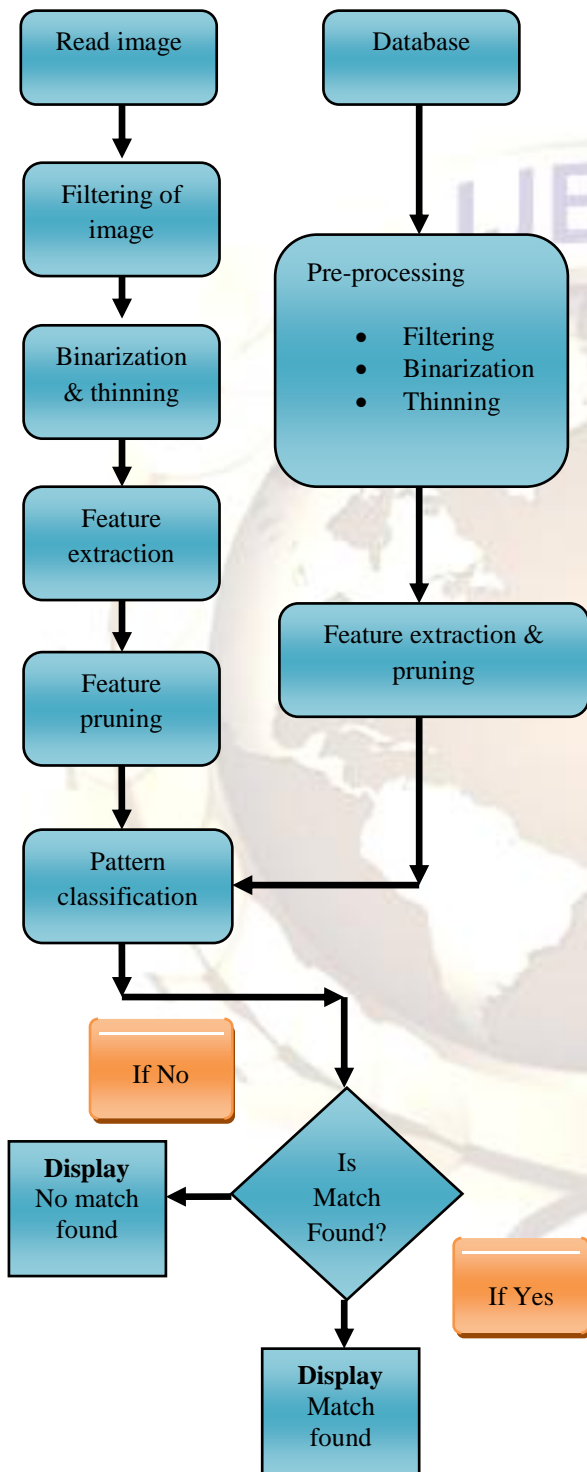 Read image
Database
Filtering of
image
Pre-processing
• Filtering
• Binarization
• Thinning
Binarization
& thinning
Feature
extraction
Feature extraction &
pruning
Feature
pruning
Pattern
classification
If No
Is
Match
Found?
Display
No match
found
If Yes
Display
Match
found